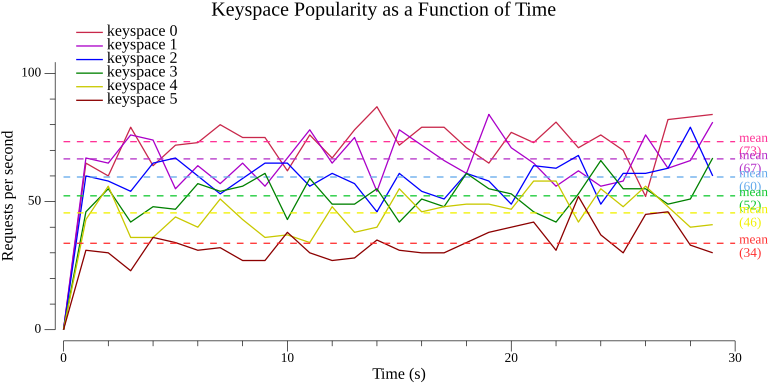 Keyspace Popularity as a Function of Time
keyspace 0
keyspace 1
keyspace 2
keyspace 3
keyspace 4
keyspace 5
100
50
0
Requests per second
mean
(73)
mean
(67)
mean
(60)
mean
(52)
mean
(46)
mean
(34)
0
10
20
30
Time (s)